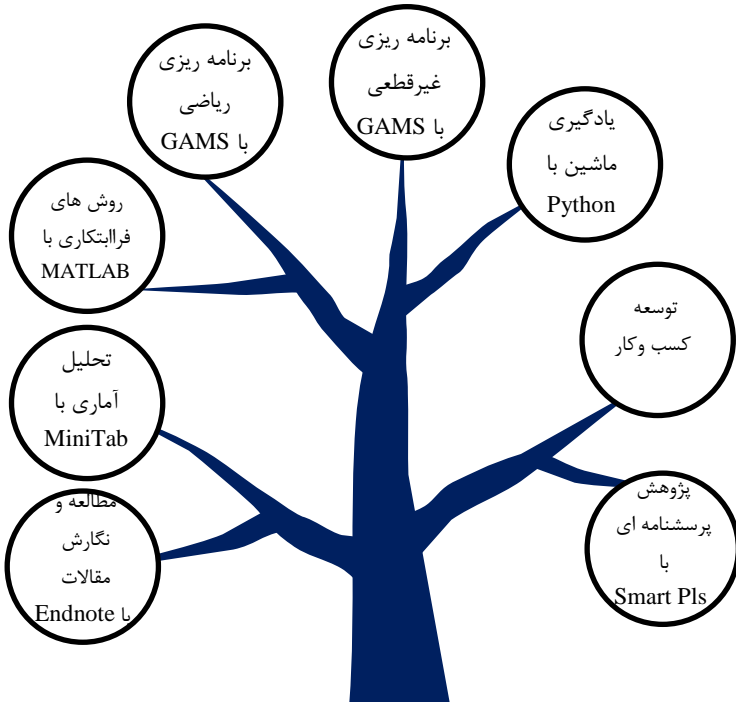 برنامه ریزی
ریاضی
با GAMS
برنامه ریزی
غیرقطعی
با GAMS
یادگیری
ماشین با
Python
روش های
فراابتکاری با
MATLAB
توسعه
کسب وکار
تحلیل
آماری با
MiniTab
پژوهش
پرسشنامه ای
با
Smart Pls
مطالعه و
نگارش
مقالات
با Endnote